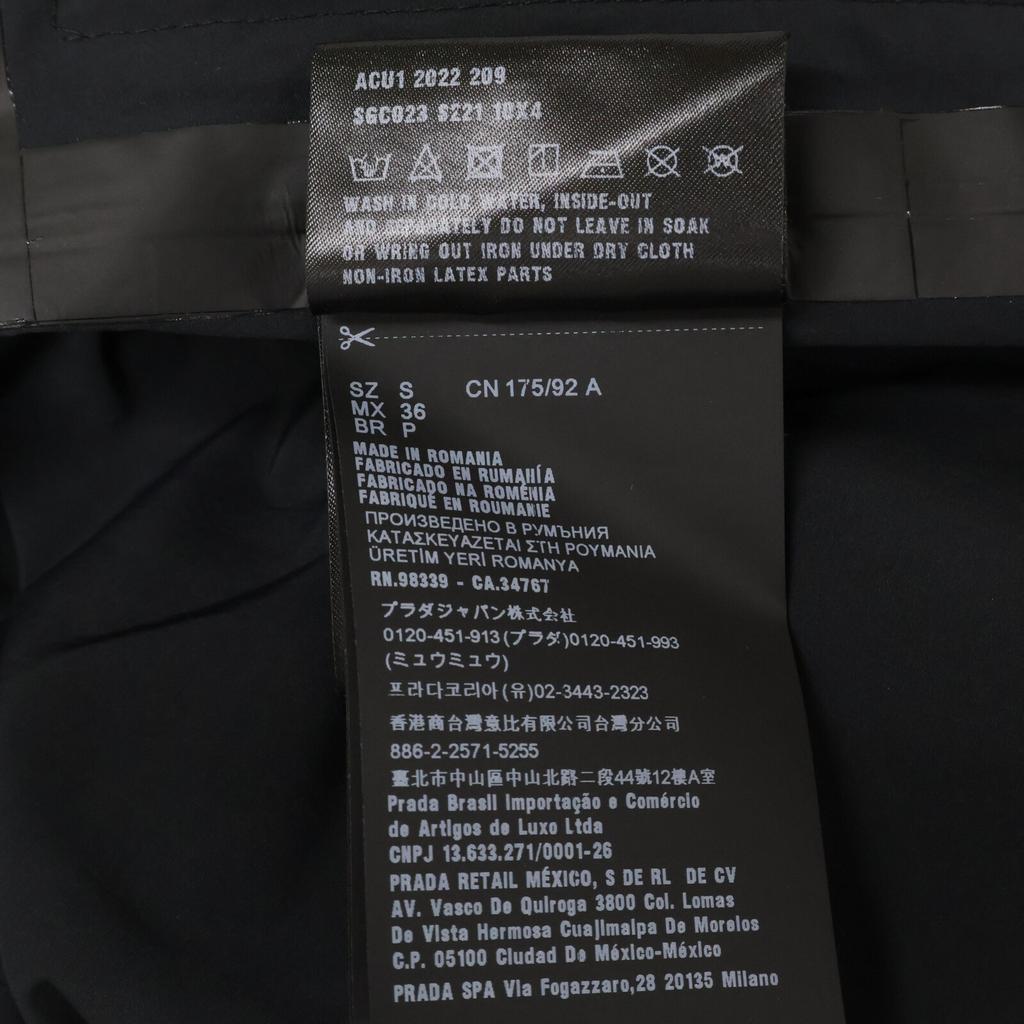 ACU1 2022 209
SGC023 S221 10X4
WASH IN COLD WATER, INSIDE-OUT
AND SEPARATELY DO NOT LEAVE IN SOAK
OR WRING OUT IRON UNDER DRY CLOTH
NON-IRON LATEX PARTS
SZ S CN 175/92 A
MX 36
BR P
MADE IN ROMANIA
FABRICADO EN RUMANÍA
FABRICADO NA ROMÉNIA
FABRIQUÉ EN ROUMANIE
ПРОИЗВЕДЕНО В РУМЪНИЯ
ΚΑΤΑΣΚΕΥΑΖΕΤΑΙ ΣΤΗ ΡΟΥΜΑΝΙΑ
ÜRETİM YERİ ROMANYA
RN.98339 - CA.34767
プラダジャパン株式会社
0120-451-913(プラダ)0120-451-993
(ミュウミュウ)
프라다코리아(유)02-3443-2323
香港商台灣意比有限公司台灣分公司
886-2-2571-5255
臺北市中山區中山北路二段44號12樓A室
Prada Brasil Importação e Comércio
de Artigos de Luxo Ltda
CNPJ 13.633.271/0001-26
PRADA RETAIL MÉXICO, S DE RL DE CV
AV. Vasco De Quiroga 3800 Col. Lomas
De Vista Hermosa Cuajimalpa De Morelos
C.P. 05100 Ciudad De México-México
PRADA SPA Via Fogazzaro,28 20135 Milano